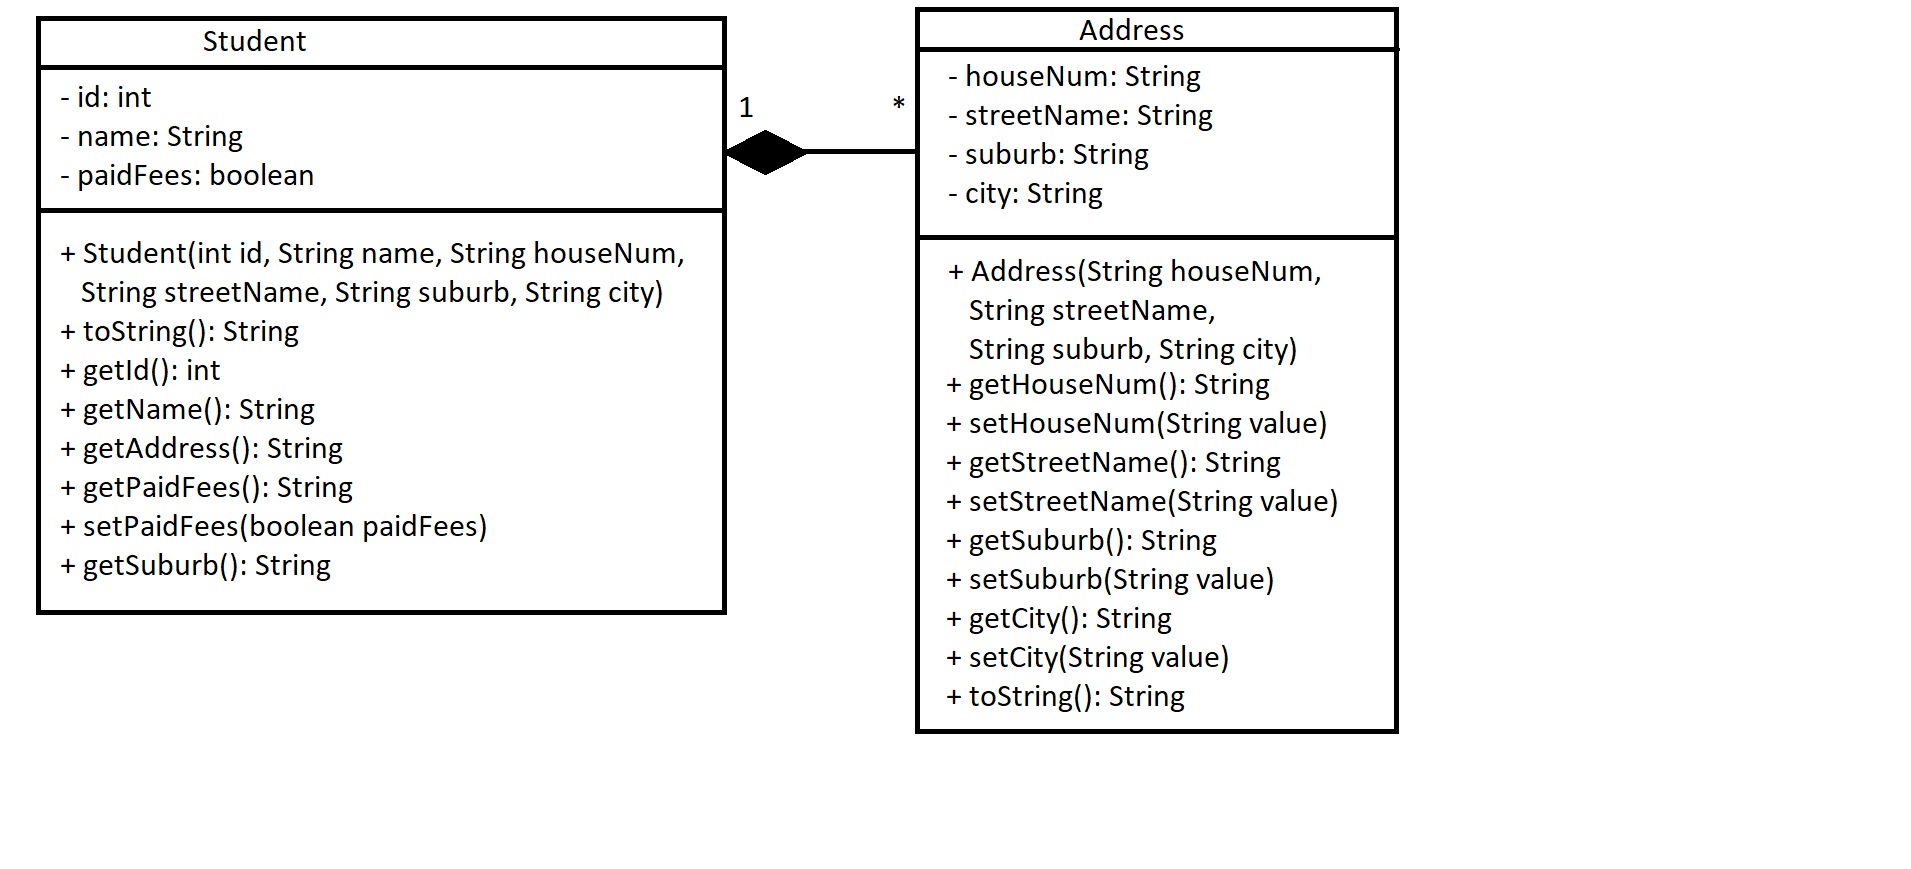 Student
- id: int
- name: String
- paidFees: boolean
+ Student(int id, String name, String houseNum,
String streetName, String suburb, String city)
+ toString(): String
+ getId(): int
+ getName(): String
+ getAddress(): String
+ getPaidFees(): String
+ setPaidFees(boolean paidFees)
+ getSuburb(): String
1
*
Address
- houseNum: String
- streetName: String
- suburb: String
- city: String
+ Address(String houseNum,
String streetName,
String suburb, String city)
+ getHouseNum(): String
+ setHouseNum(String value)
+ getStreetName(): String
+ setStreetName(String value)
+ getSuburb(): String
+ setSuburb(String value)
+ getCity(): String
+ setCity(String value)
+ toString(): String